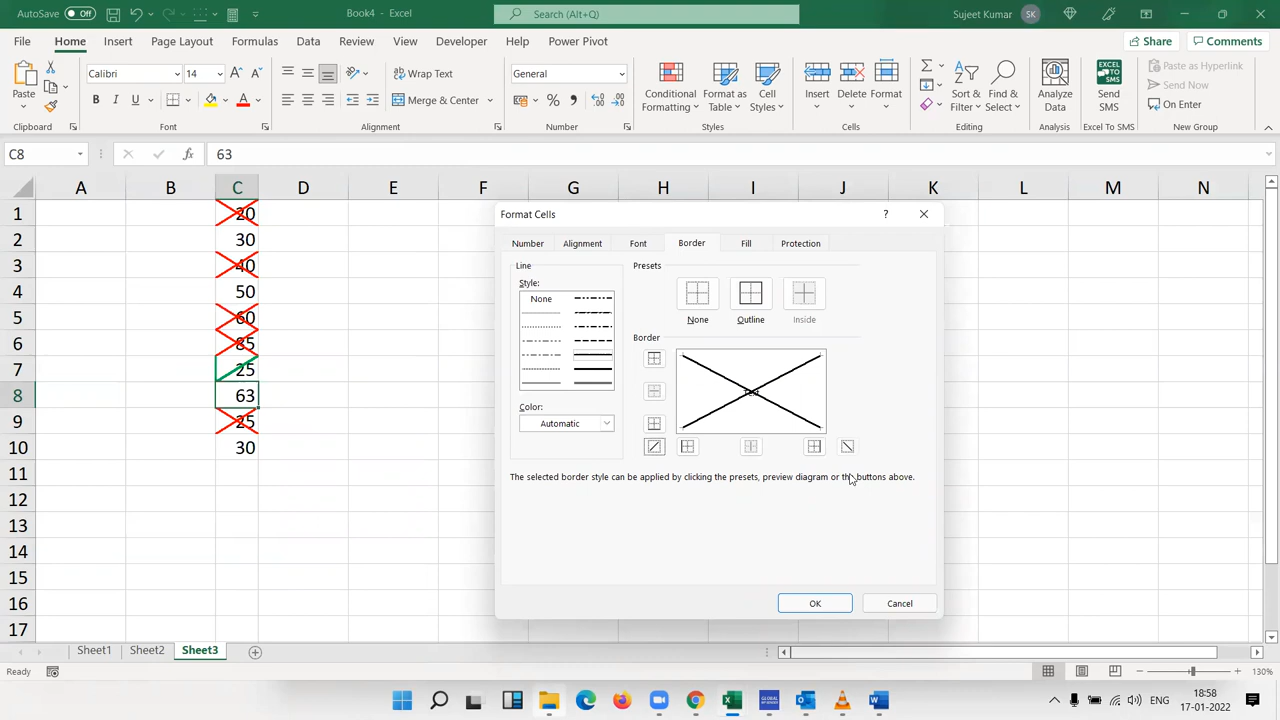 AutoSave Off Book4 - Excel Search (Alt+Q) Sujeet Kumar SK
File Home Insert Page Layout Formulas Data Review View Developer Help Power Pivot Share Comments
Paste Calibri 14 A A Wrap Text General Conditional Formatting Format as Table Cell Styles Insert Delete Format Sort & Filter Find & Select Analyze Data Send SMS Paste as Hyperlink
B I U A Merge & Center % Send Now
On Enter
Clipboard Font Alignment Number Styles Cells Editing Analysis Excel To SMS New Group
C8 fx 63
A B C D E F G H I J K L M N
1 20
2 30
3 40
4 50
5 60
6 85
7 25
8 63
9 25
10 30
11
12
13
14
15
16
17
Format Cells ?
Number Alignment Font Border Fill Protection
Line Presets
Style:
None
None Outline Inside
Border
Color:
Automatic
The selected border style can be applied by clicking the presets, preview diagram or the buttons above.
OK Cancel
Sheet1 Sheet2 Sheet3
Ready 130%
ENG 18:58
17-01-2022